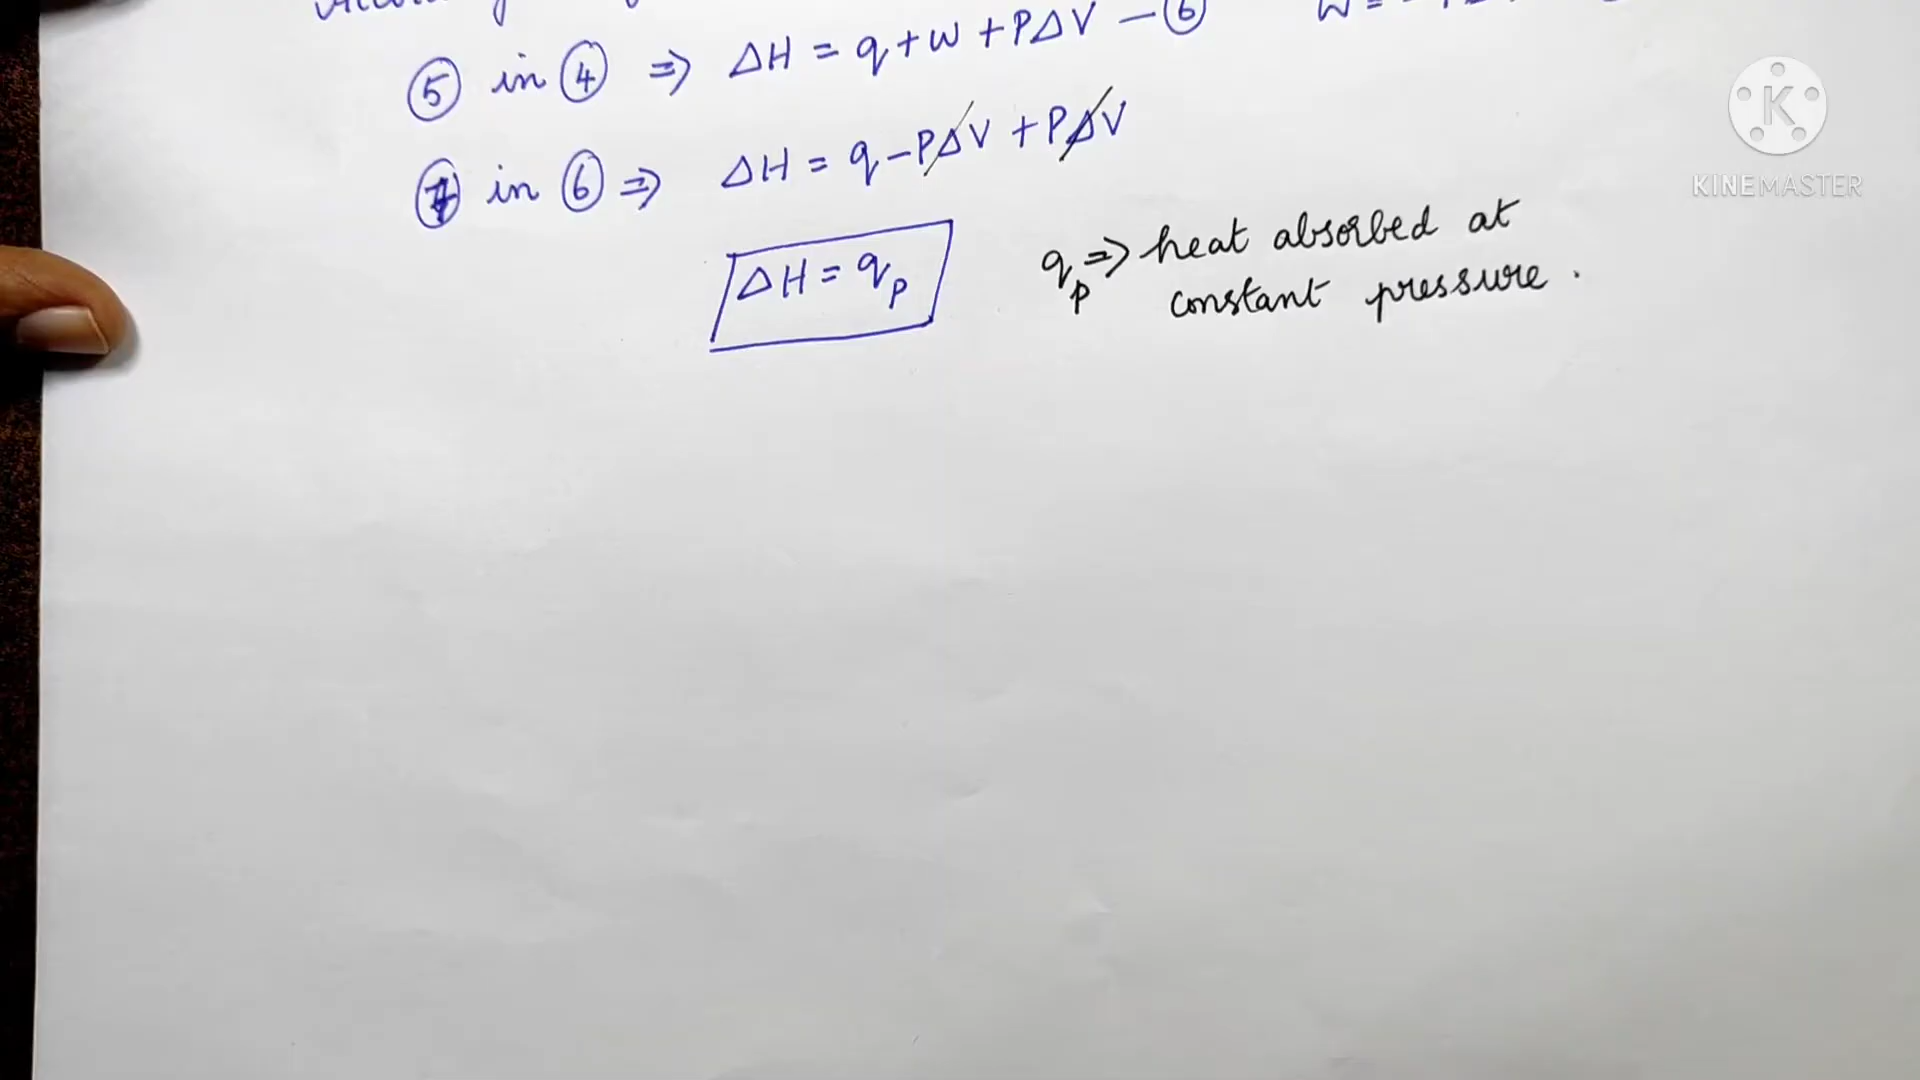 ⑤ in ④ ⇒ ΔH = q + w + PΔV — ⑥
⑦ in ⑥ ⇒ ΔH = q - PΔV + PΔV
ΔH = qₚ
qₚ ⇒ heat absorbed at
constant pressure.
KINEMASTER